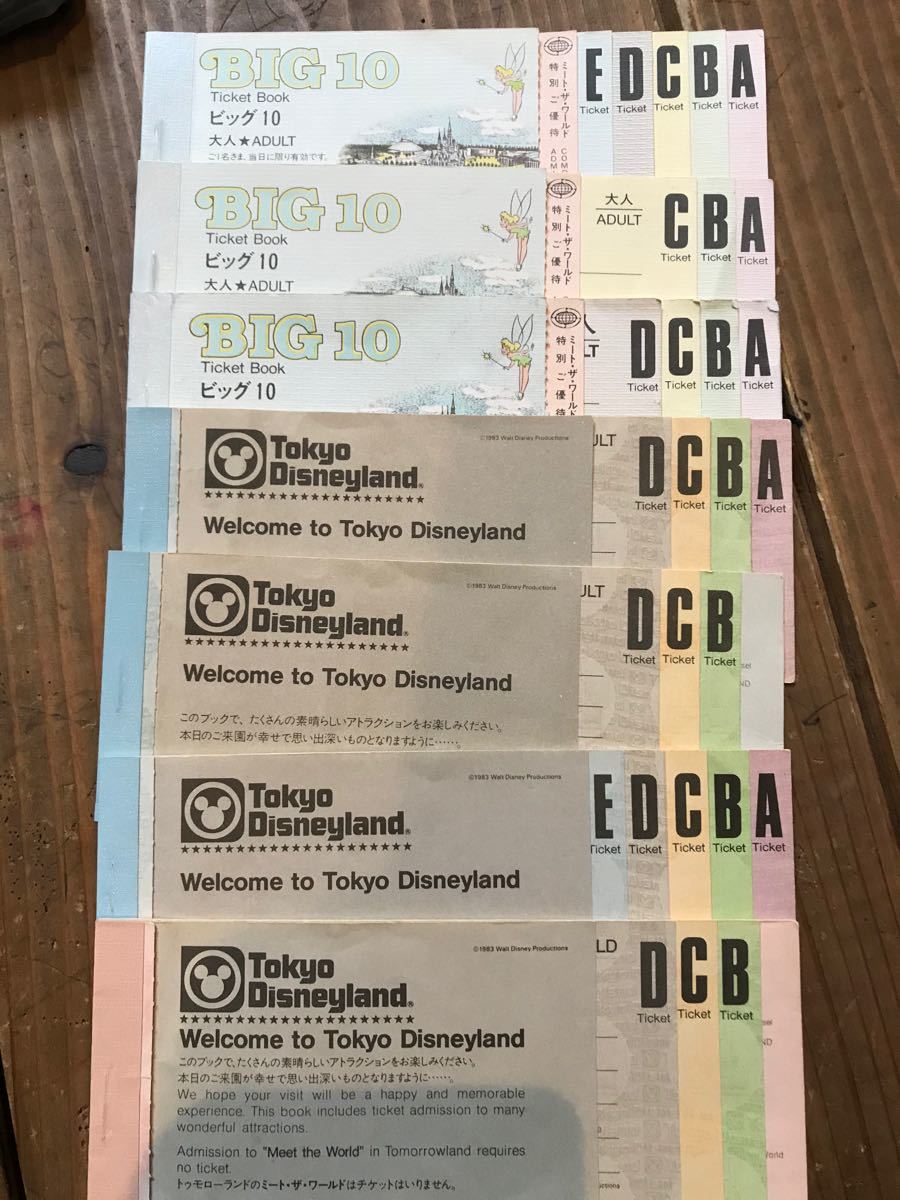 BIG 10
Ticket Book
ビッグ10
大人★ADULT
ご1名さま、当日に限り有効です。
ミート・ザ・ワールド
特別ご優待
E D C B A
Ticket Ticket Ticket Ticket Ticket
BIG 10
Ticket Book
ビッグ10
大人★ADULT
ミート・ザ・ワールド
特別ご優待
大人
ADULT
C B A
Ticket Ticket Ticket
BIG 10
Ticket Book
ビッグ10
ミート・ザ・ワールド
特別ご優待
D C B A
Ticket Ticket Ticket Ticket
©1983 Walt Disney Productions
Tokyo
Disneyland®
Welcome to Tokyo Disneyland
D C B A
Ticket Ticket Ticket Ticket
©1983 Walt Disney Productions
Tokyo
Disneyland®
Welcome to Tokyo Disneyland
このブックで、たくさんの素晴らしいアトラクションをお楽しみください。
本日のご来園が幸せで思い出深いものとなりますように……。
D C B
Ticket Ticket Ticket
©1983 Walt Disney Productions
Tokyo
Disneyland®
Welcome to Tokyo Disneyland
E D C B A
Ticket Ticket Ticket Ticket Ticket
©1983 Walt Disney Productions
Tokyo
Disneyland®
Welcome to Tokyo Disneyland
このブックで、たくさんの素晴らしいアトラクションをお楽しみください。
本日のご来園が幸せで思い出深いものとなりますように……。
We hope your visit will be a happy and memorable
experience. This book includes ticket admission to many
wonderful attractions.
Admission to "Meet the World" in Tomorrowland requires
no ticket.
トゥモローランドのミート・ザ・ワールドはチケットはいりません。
D C B
Ticket Ticket Ticket